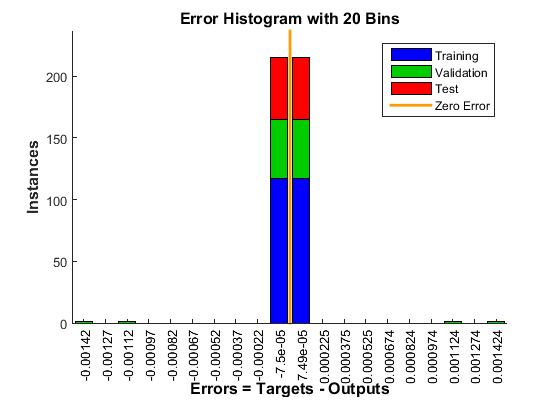 Error Histogram with 20 Bins
Training
Validation
Test
Zero Error
Instances
200
150
100
50
0
-0.00142
-0.00127
-0.00112
-0.00097
-0.00082
-0.00067
-0.00052
-0.00037
-0.00022
-7.5e-05
7.49e-05
0.000225
0.000375
0.000525
0.000674
0.000824
0.000974
0.001124
0.001274
0.001424
Errors = Targets - Outputs